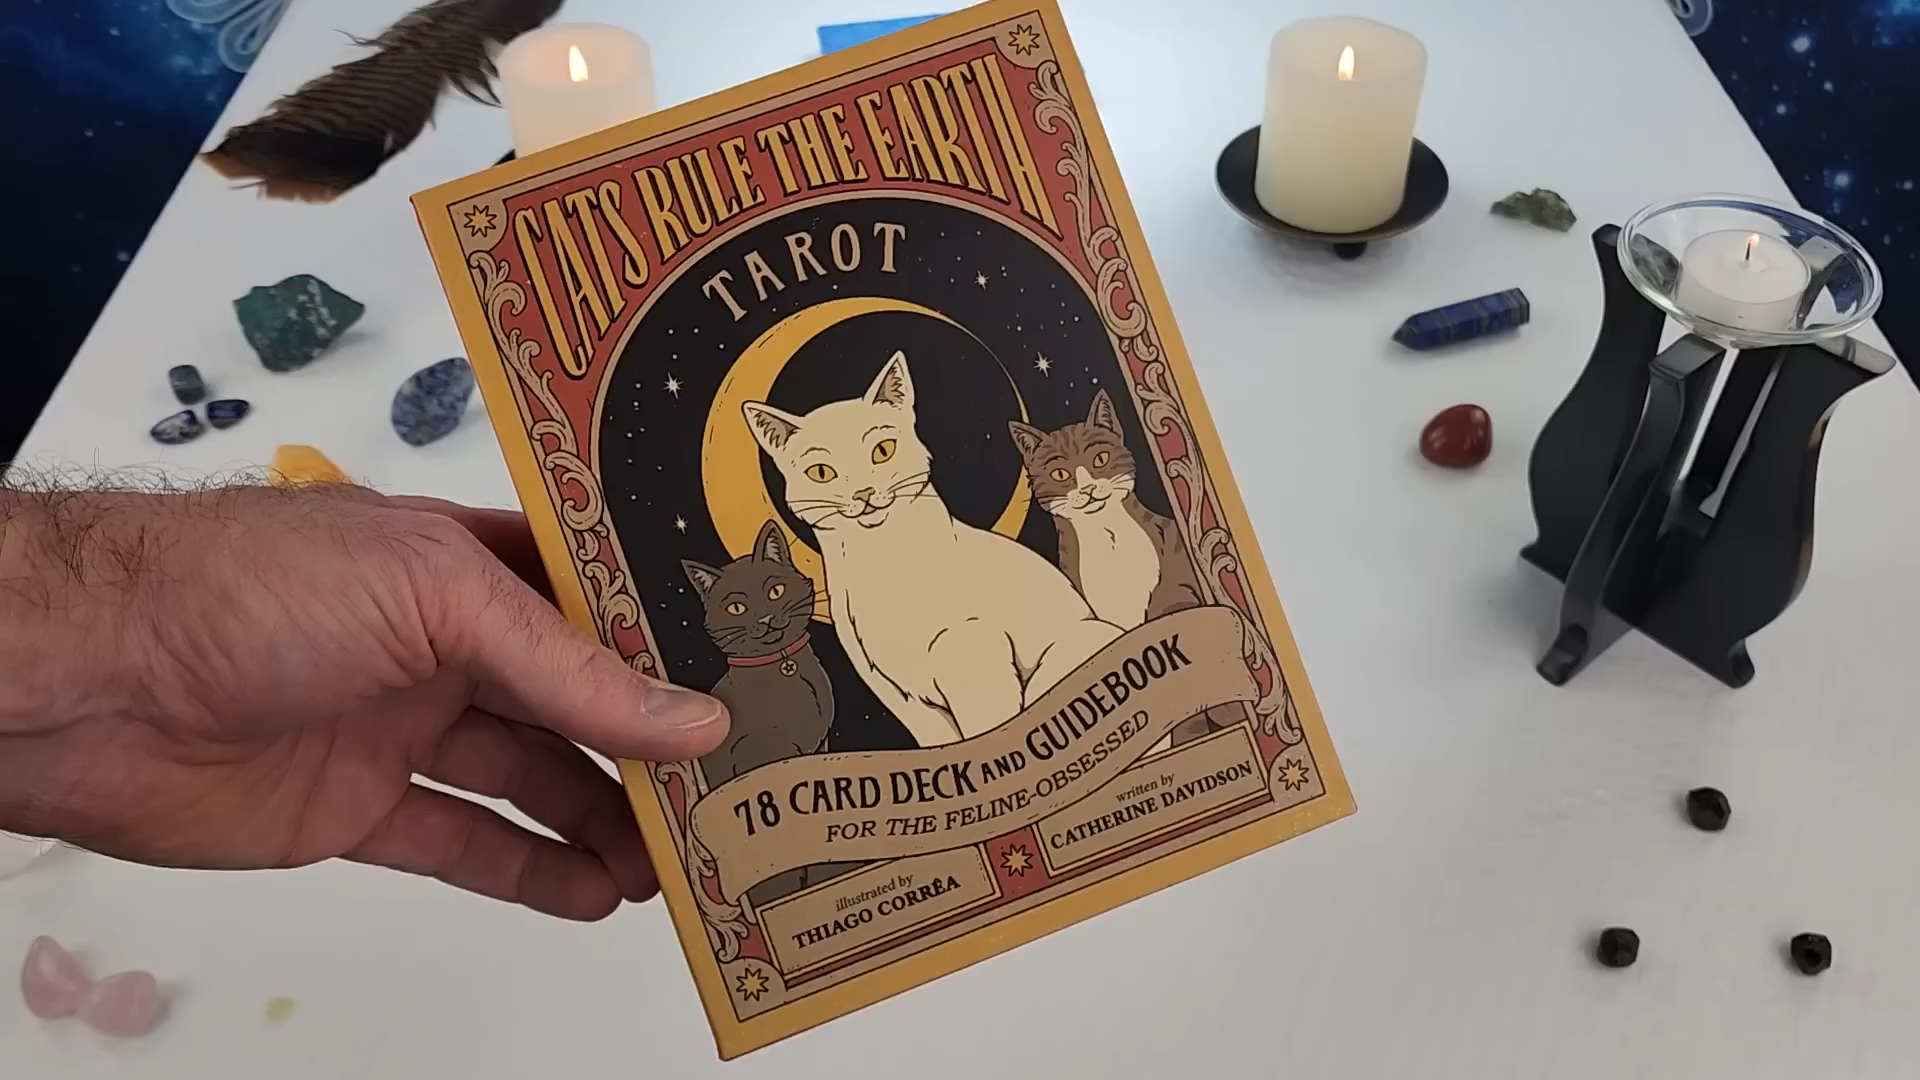 CATS RULE THE EARTH
TAROT
78 CARD DECK AND GUIDEBOOK
FOR THE FELINE-OBSESSED
illustrated by
THIAGO CORRÊA
written by
CATHERINE DAVIDSON